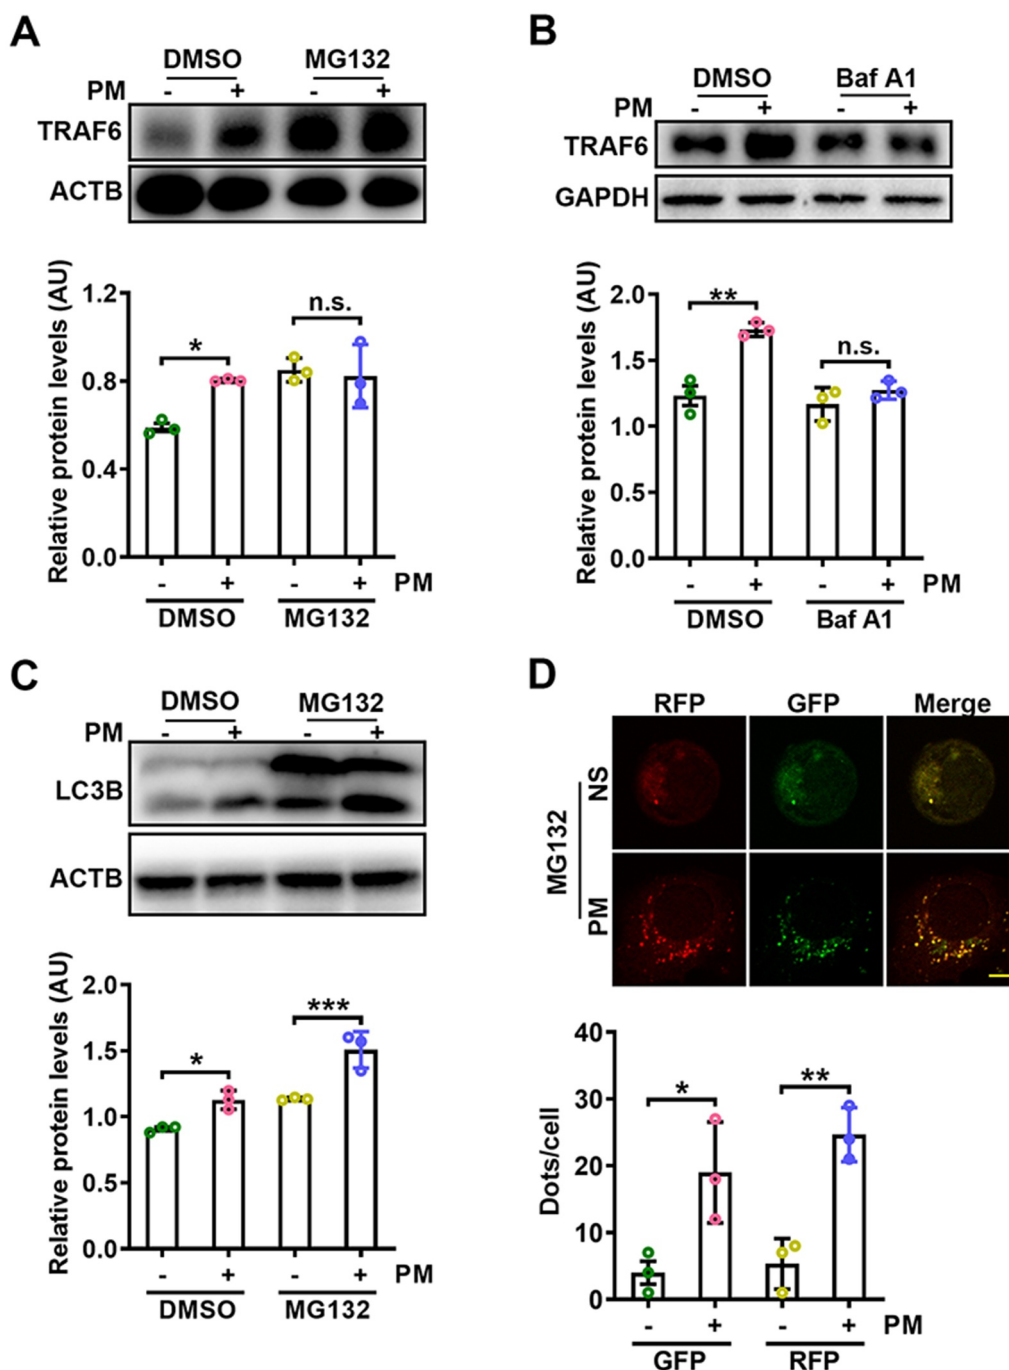 A
DMSO MG132
PM - + - +
TRAF6
ACTB
Relative protein levels (AU)
1.2
0.8
0.4
0.0
*
n.s.
- + - + PM
DMSO MG132
B
DMSO Baf A1
PM - + - +
TRAF6
GAPDH
Relative protein levels (AU)
2.0
1.5
1.0
0.5
0.0
**
n.s.
- + - + PM
DMSO Baf A1
C
DMSO MG132
PM - + - +
LC3B
ACTB
Relative protein levels (AU)
2.0
1.5
1.0
0.5
0.0
*
***
- + - + PM
DMSO MG132
D
RFP GFP Merge
MG132
NS
PM
Dots/cell
40
30
20
10
0
*
**
- + - + PM
GFP RFP